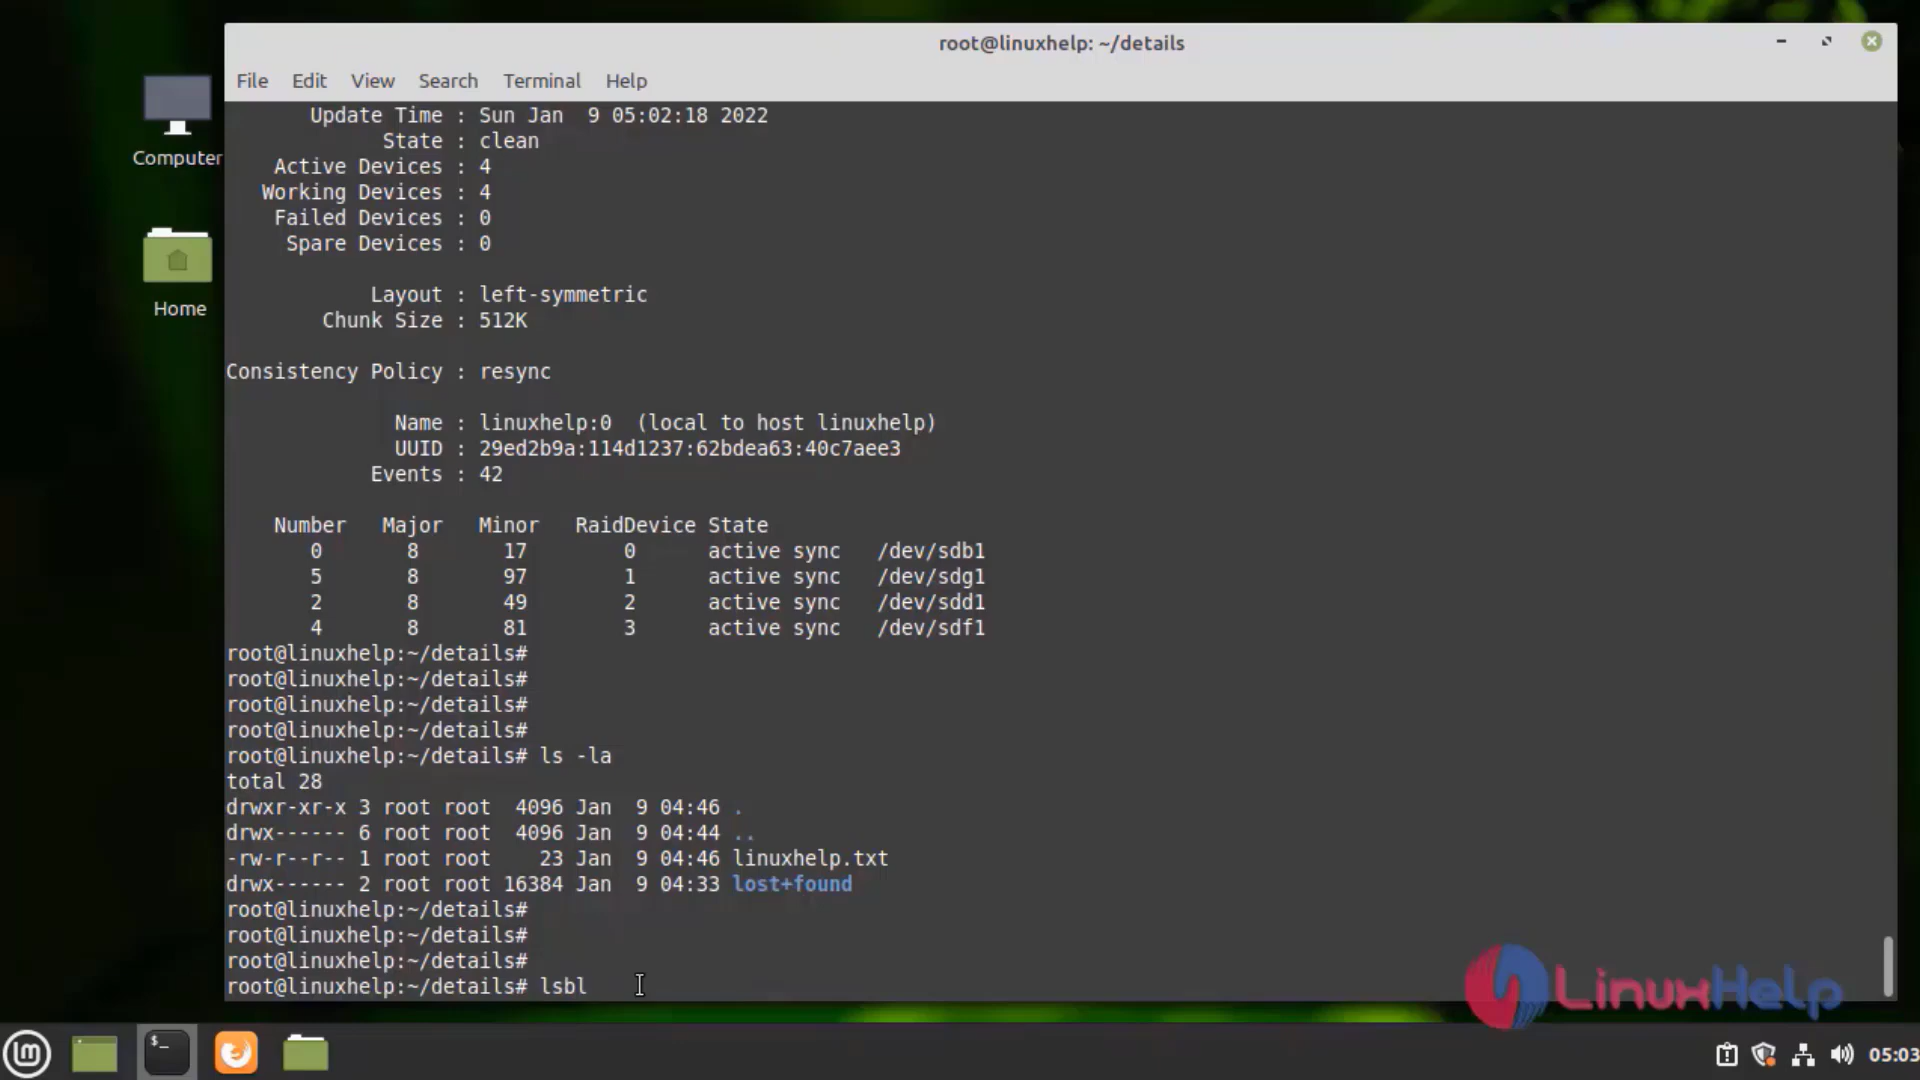 root@linuxhelp: ~/details
File Edit View Search Terminal Help
Computer
Home
Update Time : Sun Jan  9 05:02:18 2022
State : clean
Active Devices : 4
Working Devices : 4
Failed Devices : 0
Spare Devices : 0
Layout : left-symmetric
Chunk Size : 512K
Consistency Policy : resync
Name : linuxhelp:0  (local to host linuxhelp)
UUID : 29ed2b9a:114d1237:62bdea63:40c7aee3
Events : 42
Number   Major   Minor   RaidDevice State
0       8       17        0      active sync   /dev/sdb1
5       8       97        1      active sync   /dev/sdg1
2       8       49        2      active sync   /dev/sdd1
4       8       81        3      active sync   /dev/sdf1
root@linuxhelp:~/details#
root@linuxhelp:~/details#
root@linuxhelp:~/details#
root@linuxhelp:~/details#
root@linuxhelp:~/details# ls -la
total 28
drwxr-xr-x 3 root root  4096 Jan  9 04:46 .
drwx------ 6 root root  4096 Jan  9 04:44 ..
-rw-r--r-- 1 root root    23 Jan  9 04:46 linuxhelp.txt
drwx------ 2 root root 16384 Jan  9 04:33 lost+found
root@linuxhelp:~/details#
root@linuxhelp:~/details#
root@linuxhelp:~/details#
root@linuxhelp:~/details# lsbl
LinuxHelp
$_
05:03